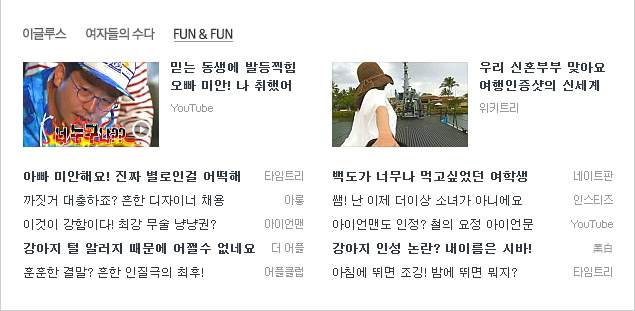 이글루스 여자들의 수다 FUN & FUN
믿는 동생에 발등찍힘
오빠 미안! 나 취했어
YouTube
너 누구냐??
우리 신혼부부 맞아요
여행인증샷의 신세계
위키트리
아빠 미안해요! 진짜 별로인걸 어떡해 타임트리
까짓거 대충하죠? 흔한 디자이너 채용 아롱
이것이 강함이다! 최강 무술 냥냥권? 아이언맨
강아지 털 알러지 때문에 어쩔수 없네요 더 어플
훈훈한 결말? 흔한 인질극의 최후! 어플클럽
백도가 너무나 먹고싶었던 여학생 네이트판
쌤! 난 이제 더이상 소녀가 아니에요 인스티즈
아이언맨도 인정? 철의 요정 아이언문 YouTube
강아지 인성 논란? 내이름은 시바! 黑白
아침에 뛰면 조깅! 밤에 뛰면 뭐지? 타임트리